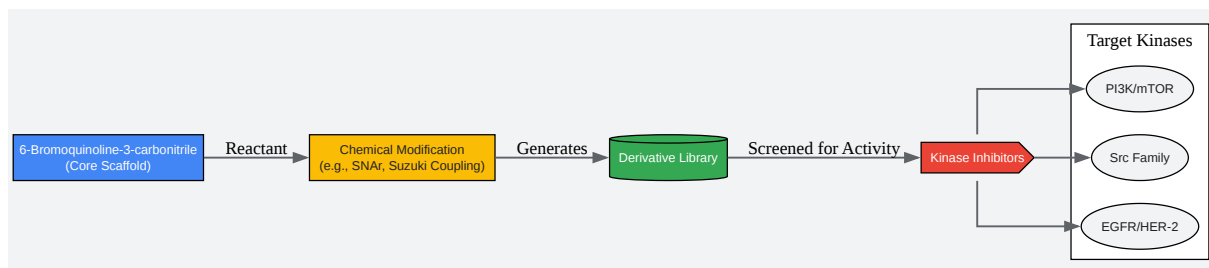 6-Bromoquinoline-3-carbonitrile
(Core Scaffold)
Reactant
Chemical Modification
(e.g., SNAr, Suzuki Coupling)
Generates
Derivative Library
Screened for Activity
Kinase Inhibitors
Target Kinases
PI3K/mTOR
Src Family
EGFR/HER-2